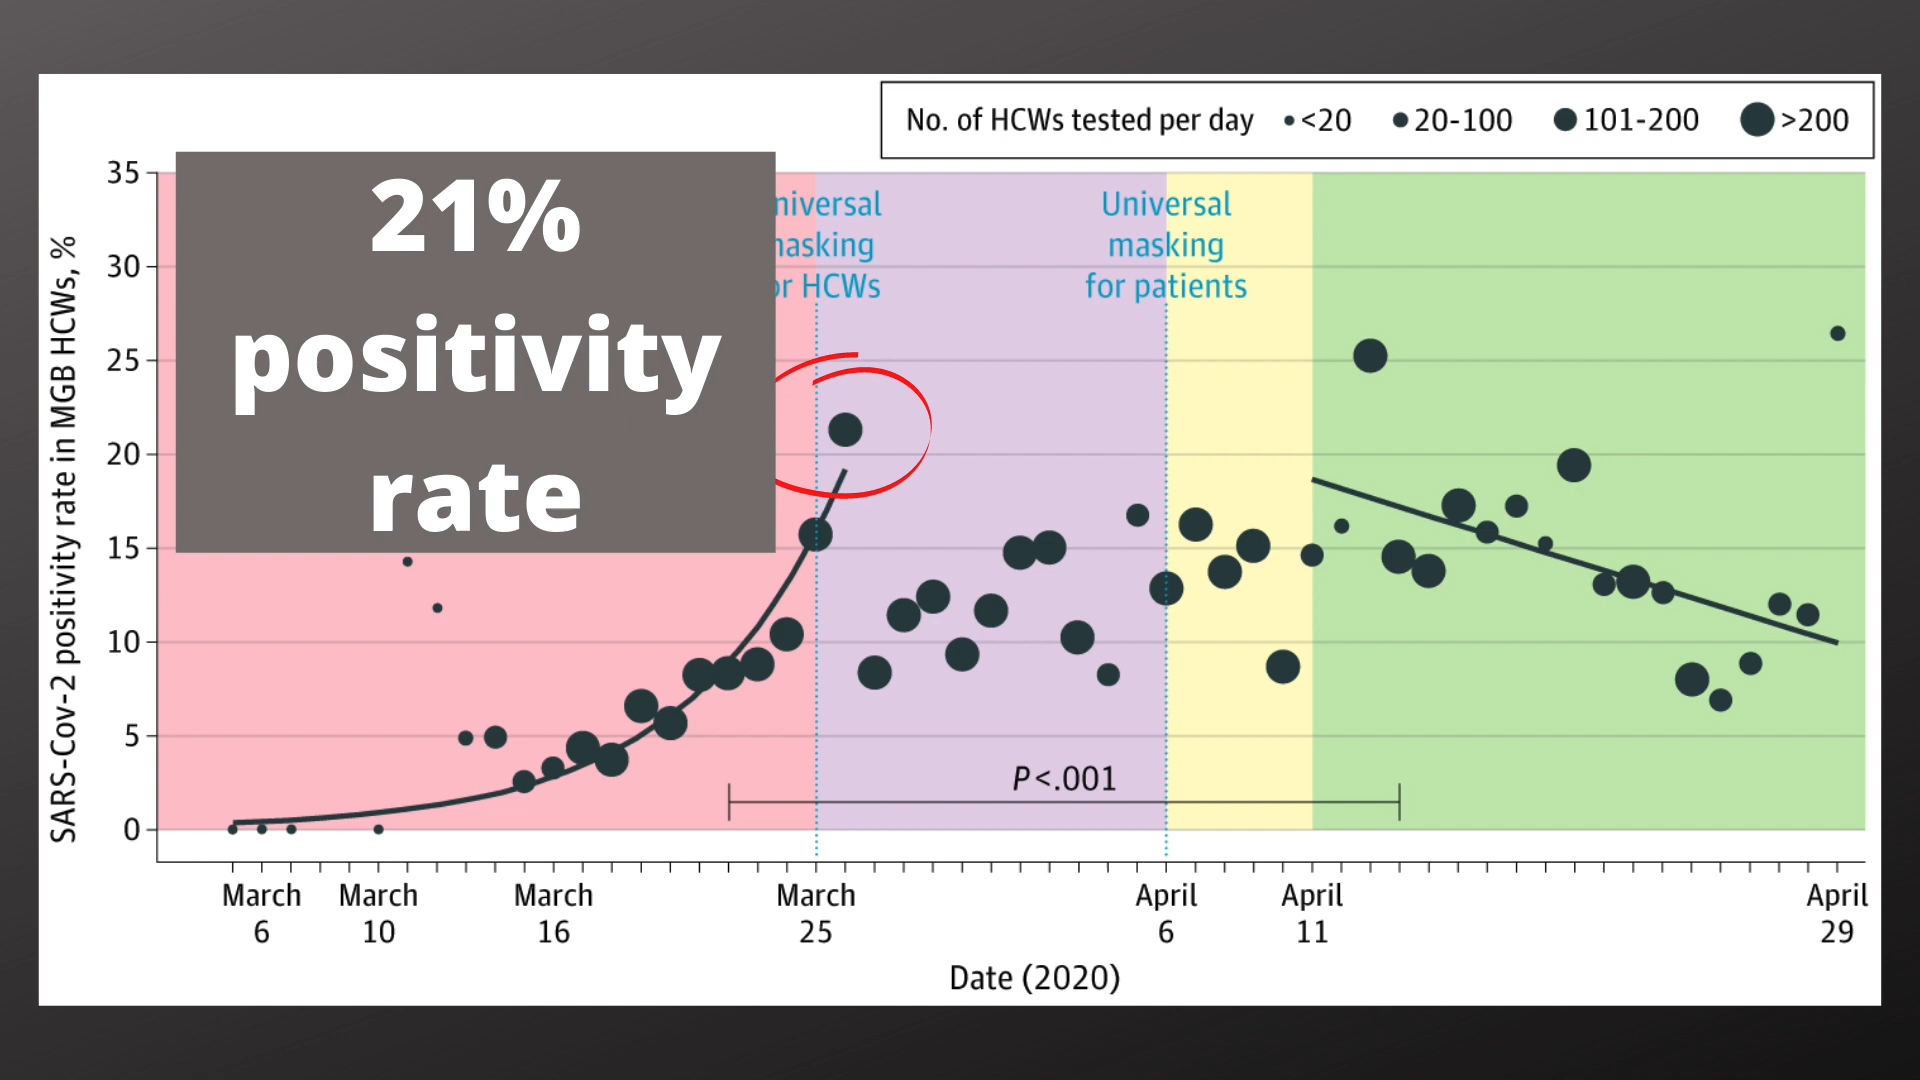 No. of HCWs tested per day <20 20-100 101-200 >200
21%
positivity
rate
niversal
masking
or HCWs
Universal
masking
for patients
SARS-Cov-2 positivity rate in MGB HCWs, %
35
30
25
20
15
10
5
0
P<.001
March March March March April April April
6 10 16 25 6 11 29
Date (2020)